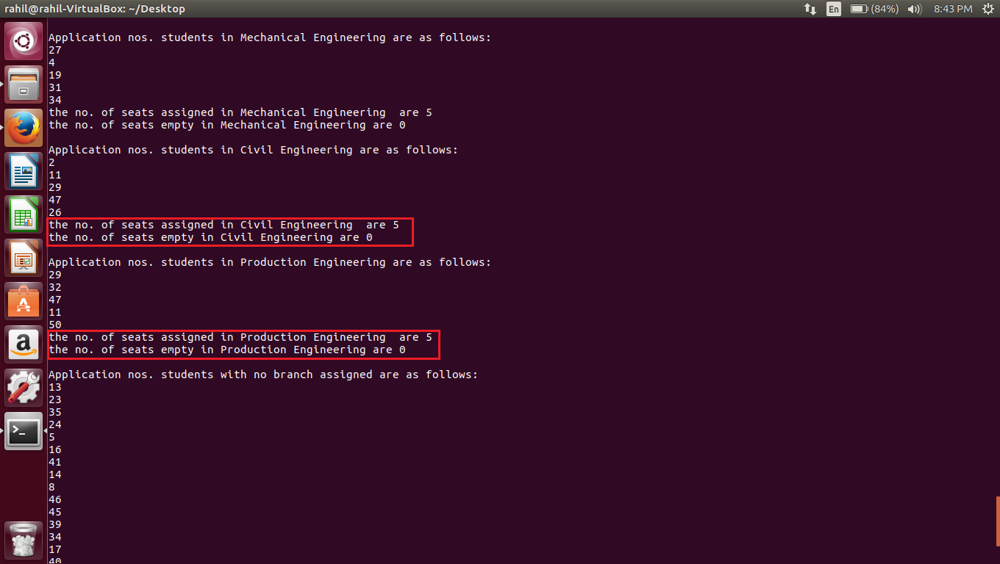 rahil@rahil-VirtualBox: ~/Desktop
En
(84%)
8:43 PM
Application nos. students in Mechanical Engineering are as follows:
27
4
19
31
34
the no. of seats assigned in Mechanical Engineering  are 5
the no. of seats empty in Mechanical Engineering are 0
Application nos. students in Civil Engineering are as follows:
2
11
29
47
26
the no. of seats assigned in Civil Engineering  are 5
the no. of seats empty in Civil Engineering are 0
Application nos. students in Production Engineering are as follows:
29
32
47
11
50
the no. of seats assigned in Production Engineering  are 5
the no. of seats empty in Production Engineering are 0
Application nos. students with no branch assigned are as follows:
13
23
35
24
5
16
41
14
8
46
45
39
34
17
40